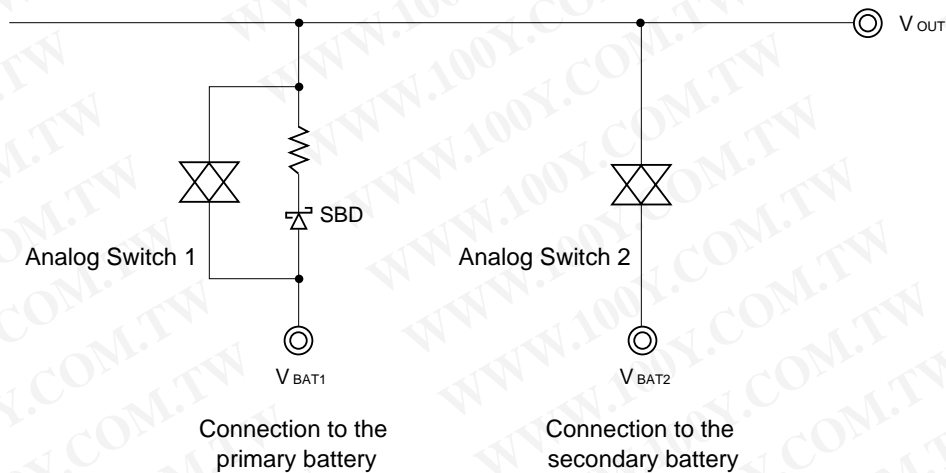 V OUT
SBD
Analog Switch 1
Analog Switch 2
V BAT1
V BAT2
Connection to the
primary battery
Connection to the
secondary battery
WWW.100Y.COM.TW